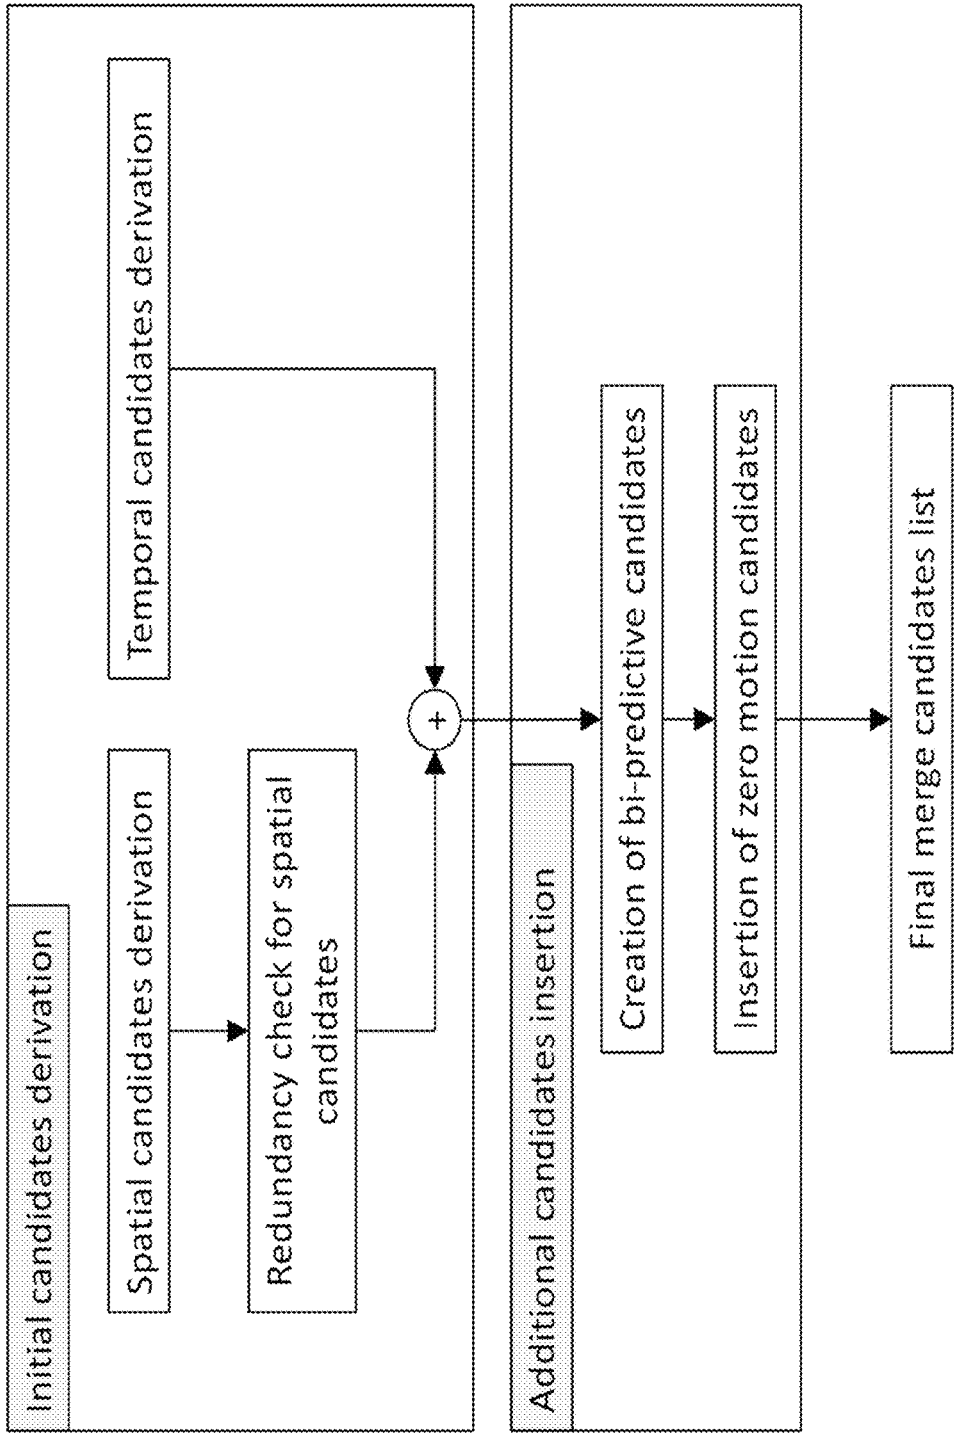 Initial candidates derivation
Spatial candidates derivation
Temporal candidates derivation
Redundancy check for spatial
candidates
+
Additional candidates insertion
Creation of bi-predictive candidates
Insertion of zero motion candidates
Final merge candidates list